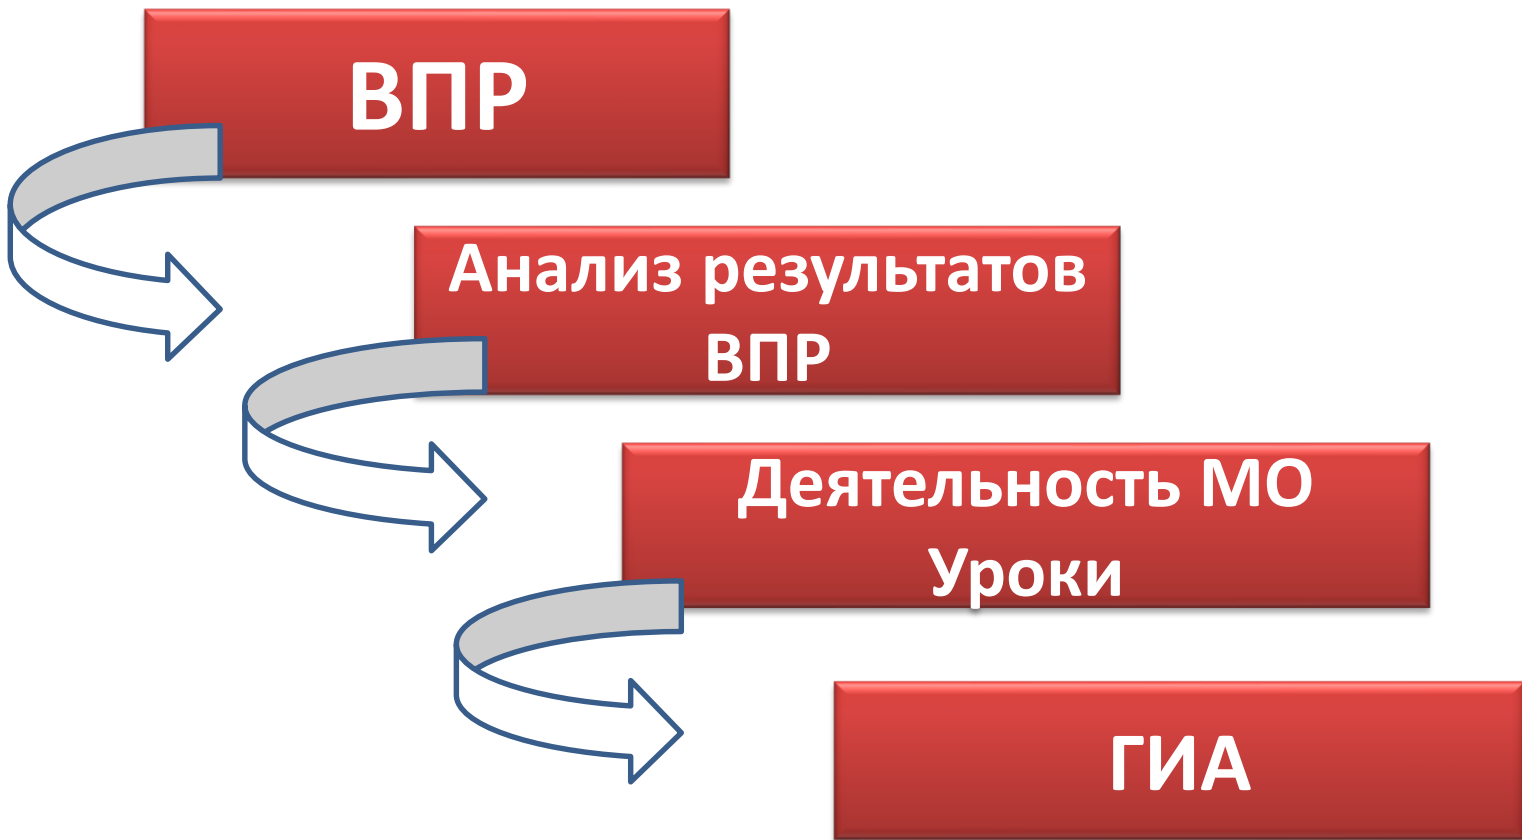 ВПР
Анализ результатов
ВПР
Деятельность МО
Уроки
ГИА